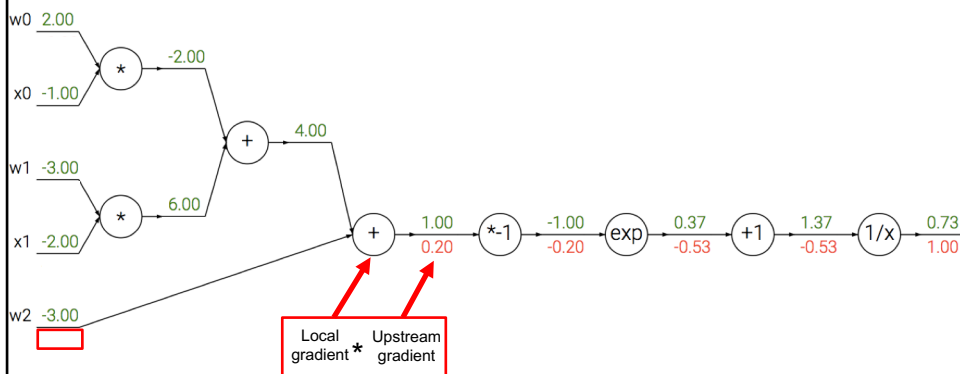 w0 2.00
*
-2.00
x0 -1.00
+
4.00
w1 -3.00
*
6.00
x1 -2.00
+
1.00
0.20
*-1
-1.00
-0.20
exp
0.37
-0.53
+1
1.37
-0.53
1/x
0.73
1.00
w2 -3.00
Local gradient * Upstream gradient